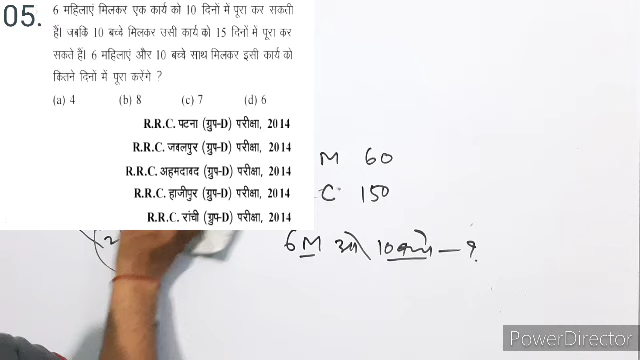 05. 6 महिलाएं मिलकर एक कार्य को 10 दिनों में पूरा कर सकती
हैं। जबकि 10 बच्चे मिलकर उसी कार्य को 15 दिनों में पूरा कर
सकते हैं। 6 महिलाएं और 10 बच्चे साथ मिलकर इसी कार्य को
कितने दिनों में पूरा करेंगे ?
(a) 4 (b) 8 (c) 7 (d) 6
R.R.C. पटना (ग्रुप-D) परीक्षा, 2014
R.R.C. जबलपुर (ग्रुप-D) परीक्षा, 2014
R.R.C. अहमदाबाद (ग्रुप-D) परीक्षा, 2014
R.R.C. हाजीपुर (ग्रुप-D) परीक्षा, 2014
R.R.C. रांची (ग्रुप-D) परीक्षा, 2014
M 60
C 150
6M 10 बच्चे — ?
PowerDirector